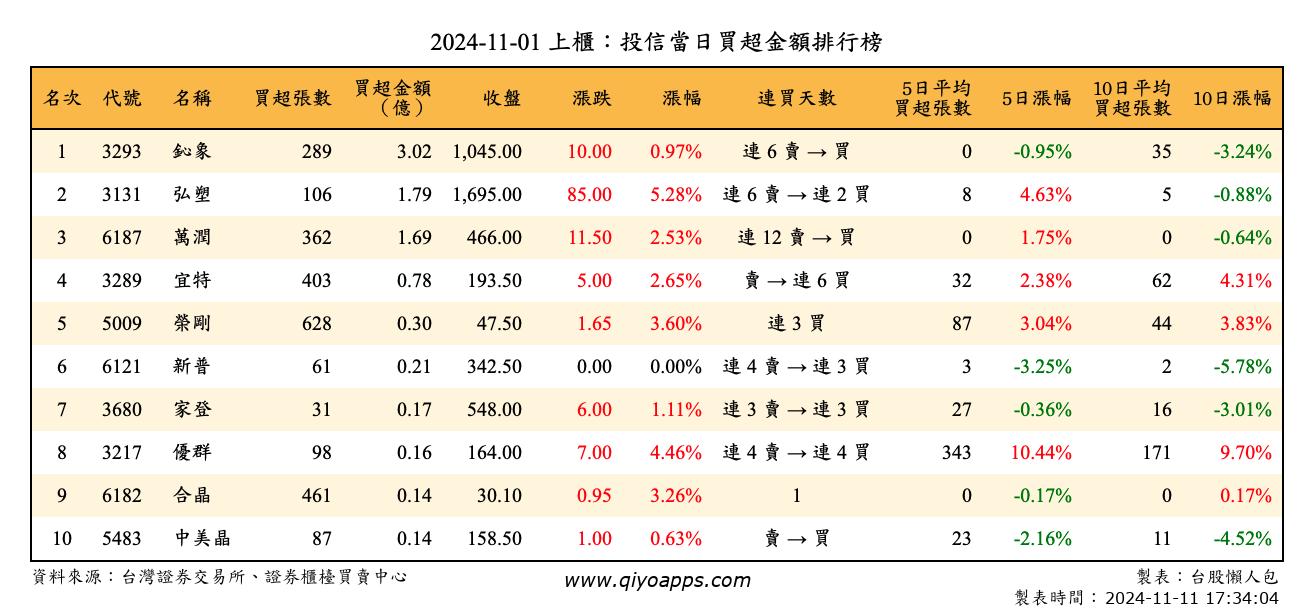 2024-11-01 上櫃：投信當日買超金額排行榜
名次 代號 名稱 買超張數 買超金額（億） 收盤 漲跌 漲幅 連買天數 5日平均買超張數 5日漲幅 10日平均買超張數 10日漲幅
1 3293 鈊象 289 3.02 1,045.00 10.00 0.97% 連 6 賣 → 買 0 -0.95% 35 -3.24%
2 3131 弘塑 106 1.79 1,695.00 85.00 5.28% 連 6 賣 → 連 2 買 8 4.63% 5 -0.88%
3 6187 萬潤 362 1.69 466.00 11.50 2.53% 連 12 賣 → 買 0 1.75% 0 -0.64%
4 3289 宜特 403 0.78 193.50 5.00 2.65% 賣 → 連 6 買 32 2.38% 62 4.31%
5 5009 榮剛 628 0.30 47.50 1.65 3.60% 連 3 買 87 3.04% 44 3.83%
6 6121 新普 61 0.21 342.50 0.00 0.00% 連 4 賣 → 連 3 買 3 -3.25% 2 -5.78%
7 3680 家登 31 0.17 548.00 6.00 1.11% 連 3 賣 → 連 3 買 27 -0.36% 16 -3.01%
8 3217 優群 98 0.16 164.00 7.00 4.46% 連 4 賣 → 連 4 買 343 10.44% 171 9.70%
9 6182 合晶 461 0.14 30.10 0.95 3.26% 1 0 -0.17% 0 0.17%
10 5483 中美晶 87 0.14 158.50 1.00 0.63% 賣 → 買 23 -2.16% 11 -4.52%
資料來源：台灣證券交易所、證券櫃檯買賣中心 www.qiyoapps.com 製表：台股懶人包
製表時間：2024-11-11 17:34:04